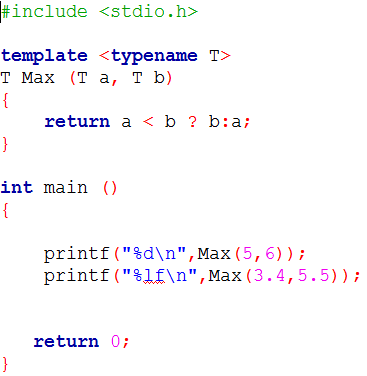 #include <stdio.h>
template <typename T>
T Max (T a, T b)
{
    return a < b ? b:a;
}
int main ()
{
    printf("%d\n",Max(5,6));
    printf("%lf\n",Max(3.4,5.5));
   return 0;
}